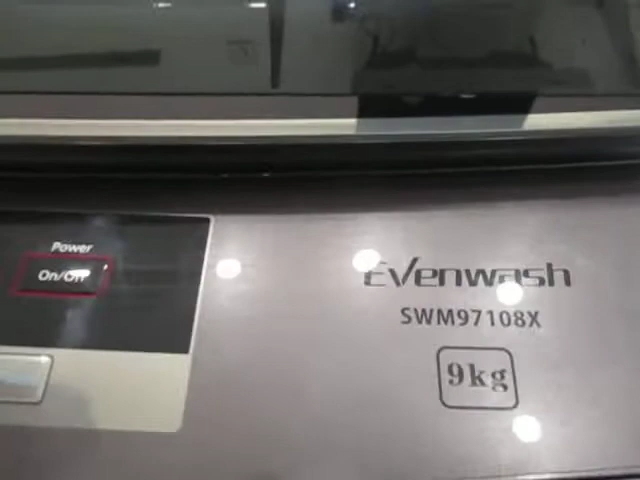 Power
On/Off
Evenwash
SWM97108X
9kg